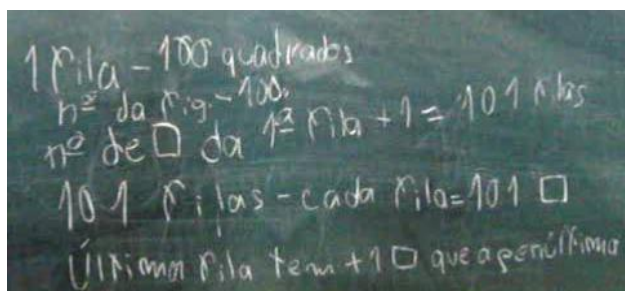 1 fila - 100 quadrados
nº da fig. - 100.
nº de □ da 1ª fila + 1 = 101 filas
101 filas - cada fila = 101 □
Última fila tem + 1 □ que a penúltima